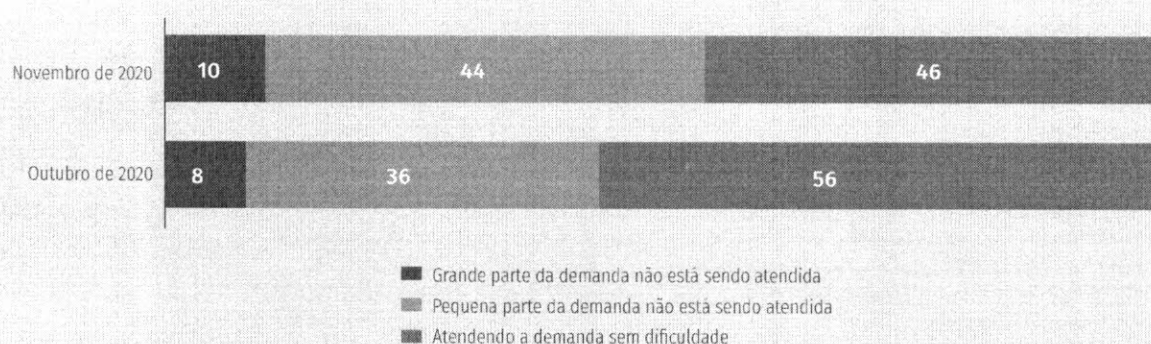 Novembro de 2020 10 44 46
Outubro de 2020 8 36 56
Grande parte da demanda não está sendo atendida
Pequena parte da demanda não está sendo atendida
Atendendo a demanda sem dificuldade